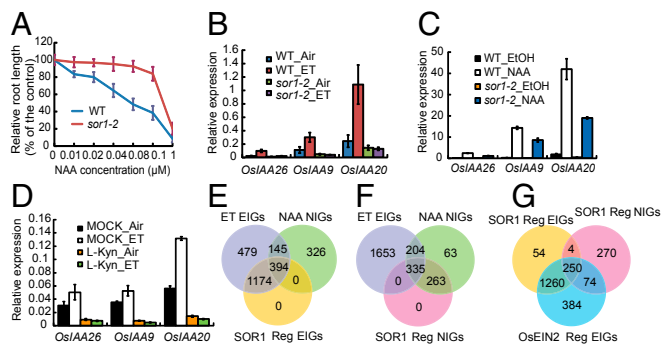 A
Relative root length
(% of the control)
120
100
80
60
40
20
0
WT
sor1-2
0 0.01 0.02 0.04 0.08 0.1 1
NAA concentration (µM)
B
Relative expression
1.6
1.4
1.2
1
0.8
0.6
0.4
0.2
0
WT_Air
WT_ET
sor1-2_Air
sor1-2_ET
OsIAA26 OsIAA9 OsIAA20
C
Relative expression
50
40
30
20
10
0
WT_EtOH
WT_NAA
sor1-2_EtOH
sor1-2_NAA
OsIAA26 OsIAA9 OsIAA20
D
Relative expression
0.16
0.14
0.12
0.1
0.08
0.06
0.04
0.02
0
MOCK_Air
MOCK_ET
L-Kyn_Air
L-Kyn_ET
OsIAA26 OsIAA9 OsIAA20
E
ET EIGs NAA NIGs
479 145 326
394
1174 0
0
SOR1 Reg EIGs
F
ET EIGs NAA NIGs
1653 204 63
335
0 263
0
SOR1 Reg NIGs
G
SOR1 Reg EIGs SOR1 Reg NIGs
54 4 270
250
1260 74
384
OsEIN2 Reg EIGs